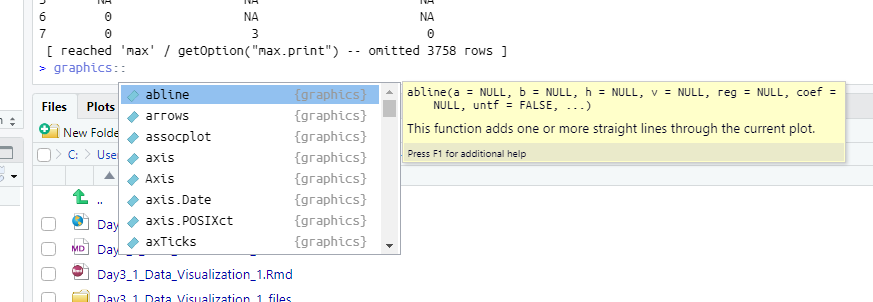 5 NA NA NA
6 0 NA NA
7 0 3 0
[ reached 'max' / getOption("max.print") -- omitted 3758 rows ]
> graphics::
abline {graphics}
arrows {graphics}
assocplot {graphics}
axis {graphics}
Axis {graphics}
axis.Date {graphics}
axis.POSIXct {graphics}
axTicks {graphics}
abline(a = NULL, b = NULL, h = NULL, v = NULL, reg = NULL, coef =
NULL, untf = FALSE, ...)
This function adds one or more straight lines through the current plot.
Press F1 for additional help
Files Plots
New Folde
C: User
..
Day
MD Day
Rmd Day3_1_Data_Visualization_1.Rmd
Day3_1_Data_Visualization_1_files